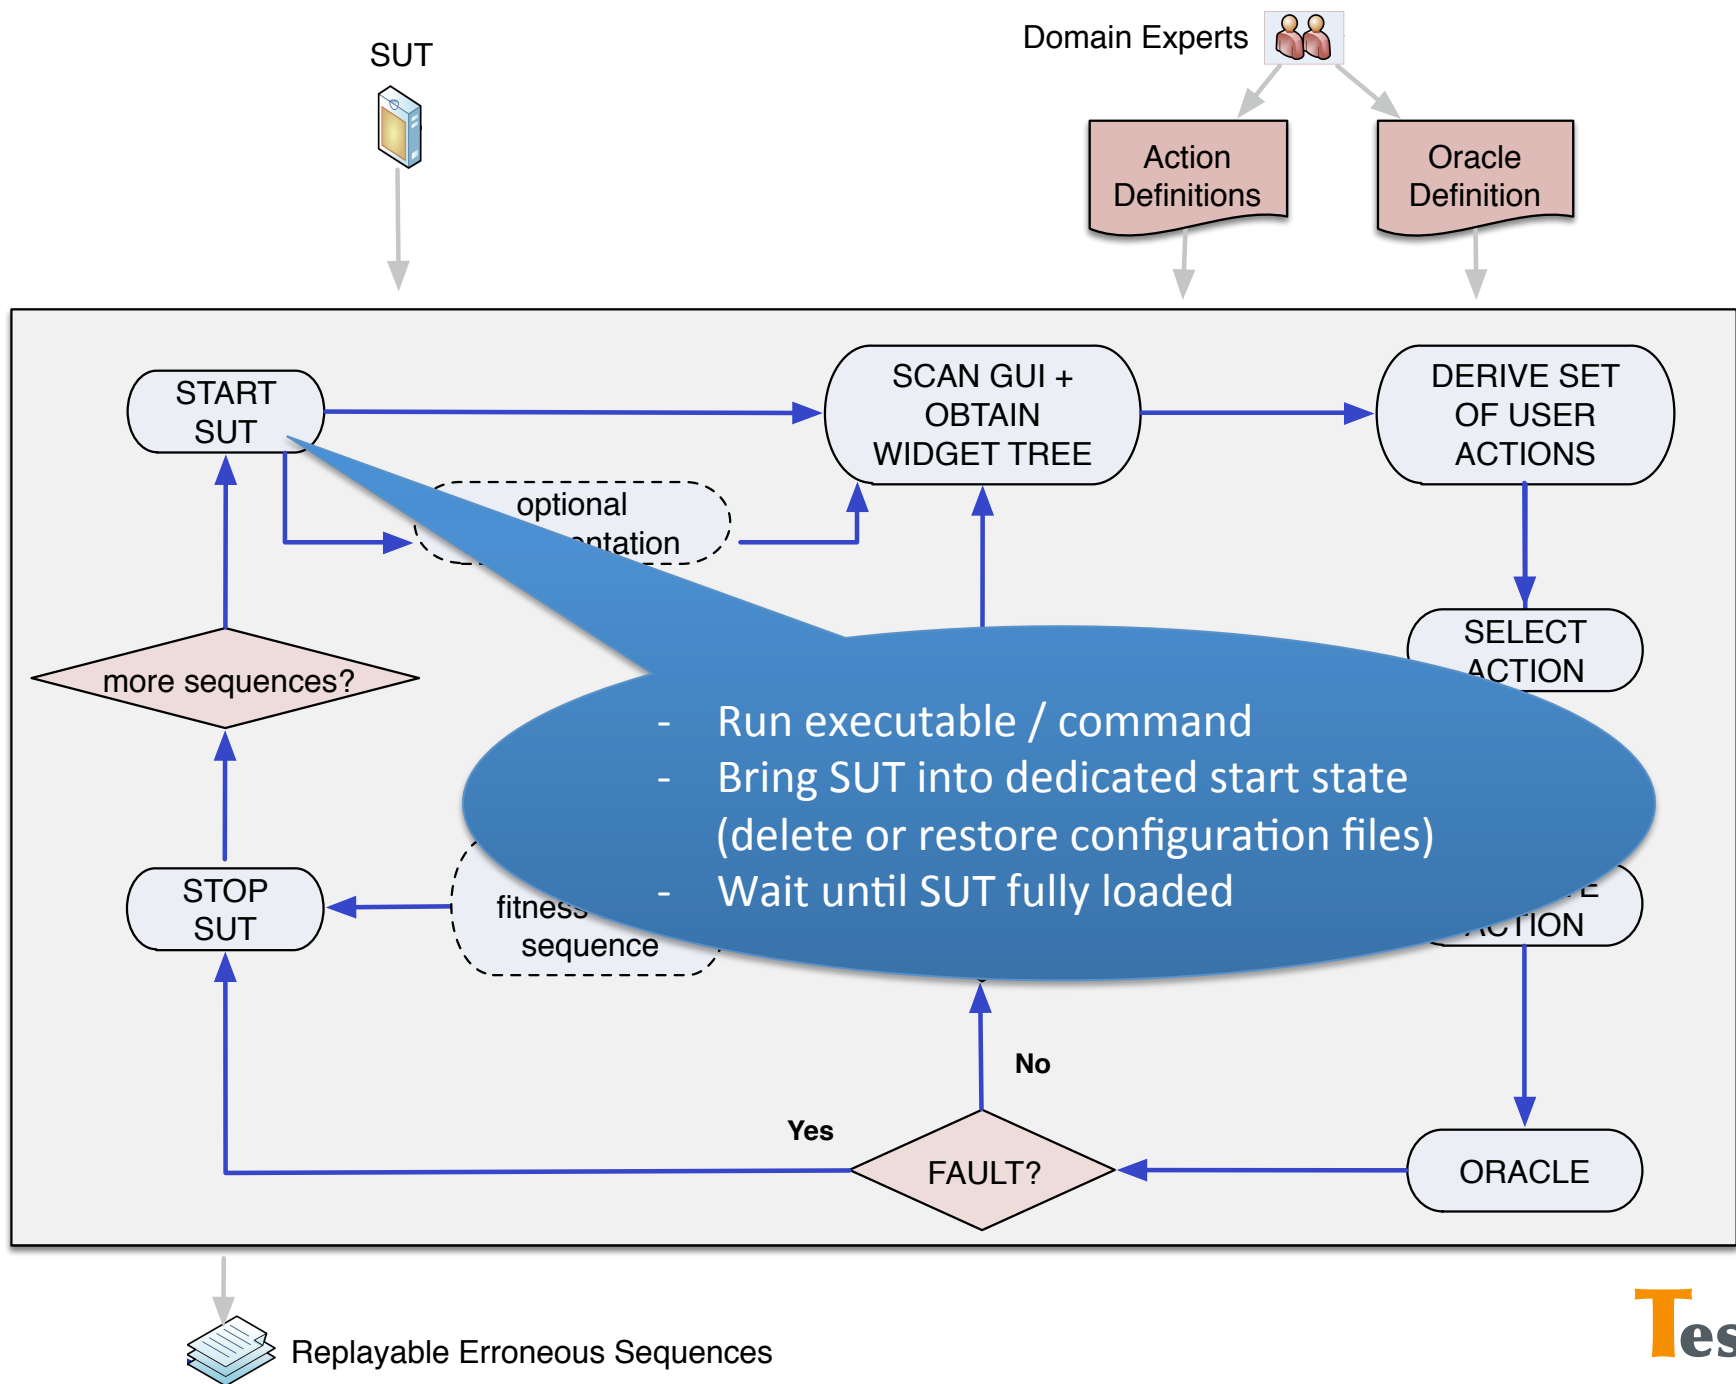 SUT
Domain Experts
Action
Definitions
Oracle
Definition
START
SUT
SCAN GUI +
OBTAIN
WIDGET TREE
DERIVE SET
OF USER
ACTIONS
optional
SELECT
ACTION
more sequences?
- Run executable / command
- Bring SUT into dedicated start state
(delete or restore configuration files)
- Wait until SUT fully loaded
STOP
SUT
fitness
sequence
ACTION
No
Yes
FAULT?
ORACLE
Replayable Erroneous Sequences
Tes